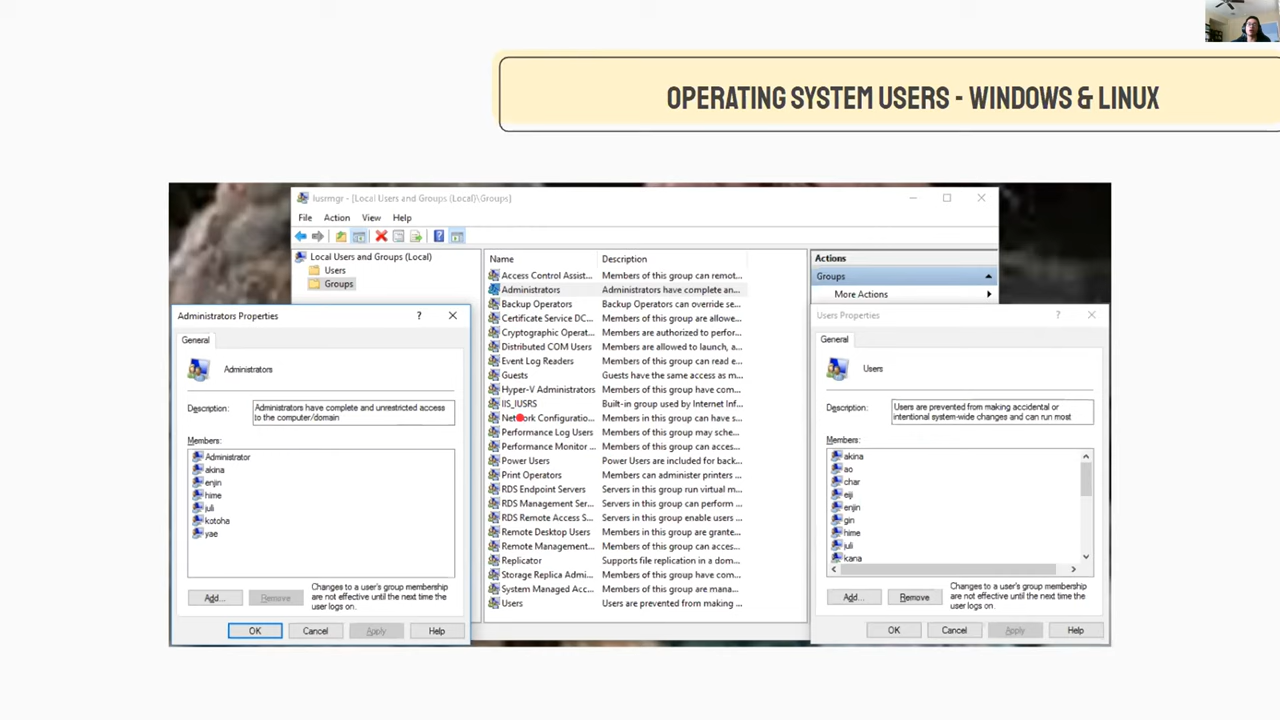 OPERATING SYSTEM USERS - WINDOWS & LINUX
lusrmgr - [Local Users and Groups (Local)\Groups]
File Action View Help
Local Users and Groups (Local)
Users
Groups
Name Description
Access Control Assist... Members of this group can remot...
Administrators Administrators have complete an...
Backup Operators Backup Operators can override se...
Certificate Service DC... Members of this group are allowe...
Cryptographic Operat... Members are authorized to perfor...
Distributed COM Users Members are allowed to launch, a...
Event Log Readers Members of this group can read e...
Guests Guests have the same access as m...
Hyper-V Administrators Members of this group have com...
IIS_IUSRS Built-in group used by Internet Inf...
Network Configuratio... Members in this group can have s...
Performance Log Users Members of this group may sche...
Performance Monitor ... Members of this group can acces...
Power Users Power Users are included for back...
Print Operators Members can administer printers ...
RDS Endpoint Servers Servers in this group run virtual m...
RDS Management Ser... Servers in this group can perform ...
RDS Remote Access S... Servers in this group enable users ...
Remote Desktop Users Members in this group are grante...
Remote Management... Members of this group can acces...
Replicator Supports file replication in a dom...
Storage Replica Admi... Members of this group have com...
System Managed Acc... Members of this group are mana...
Users Users are prevented from making ...
Actions
Groups
More Actions
Administrators Properties ?
General
Administrators
Description: Administrators have complete and unrestricted access
to the computer/domain
Members:
Administrator
akina
enjin
hime
juli
kotoha
yae
Add... Remove
Changes to a user's group membership
are not effective until the next time the
user logs on.
OK Cancel Apply Help
Users Properties ?
General
Users
Description: Users are prevented from making accidental or
intentional system-wide changes and can run most
Members:
akina
ao
char
eiji
enjin
gin
hime
juli
kana
Add... Remove
Changes to a user's group membership
are not effective until the next time the
user logs on.
OK Cancel Apply Help